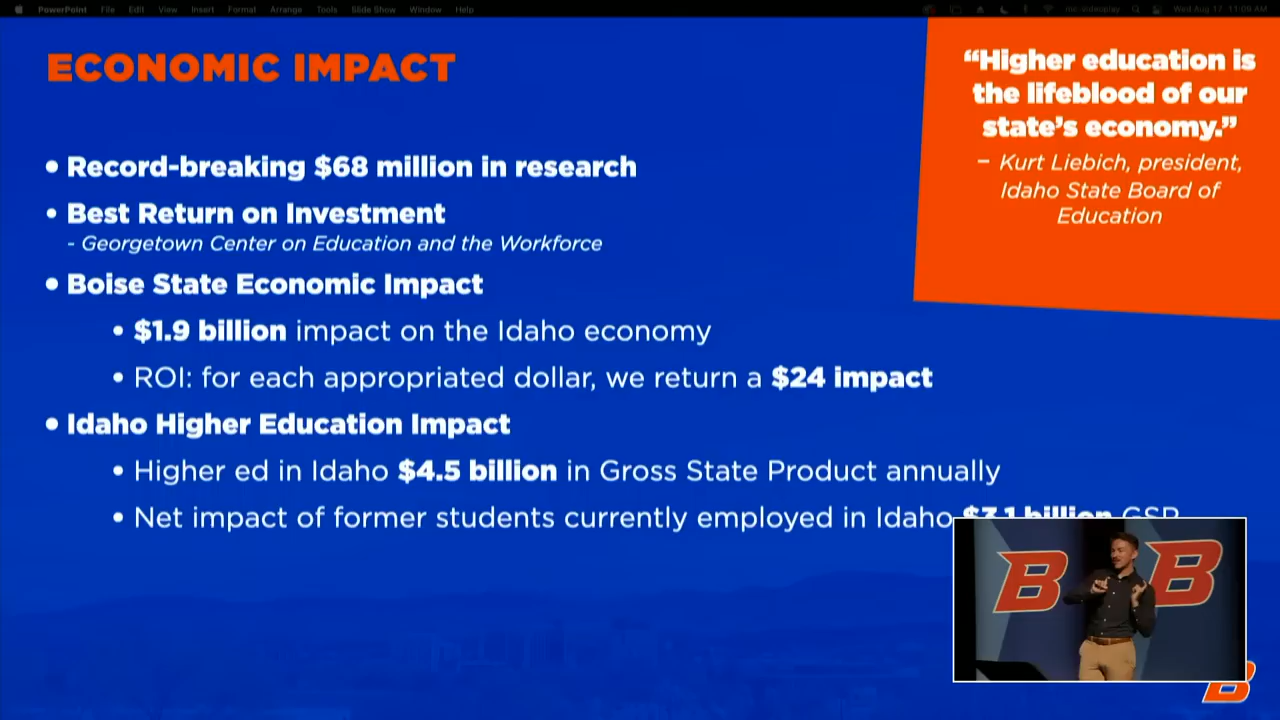 PowerPoint File Edit View Insert Format Arrange Tools Slide Show Window Help
Wed Aug 17 11:09 AM
ECONOMIC IMPACT
“Higher education is
the lifeblood of our
state’s economy.”
– Kurt Liebich, president,
Idaho State Board of
Education
• Record-breaking $68 million in research
• Best Return on Investment
- Georgetown Center on Education and the Workforce
• Boise State Economic Impact
• $1.9 billion impact on the Idaho economy
• ROI: for each appropriated dollar, we return a $24 impact
• Idaho Higher Education Impact
• Higher ed in Idaho $4.5 billion in Gross State Product annually
• Net impact of former students currently employed in Idaho $3.1 billion GSP
B B
B